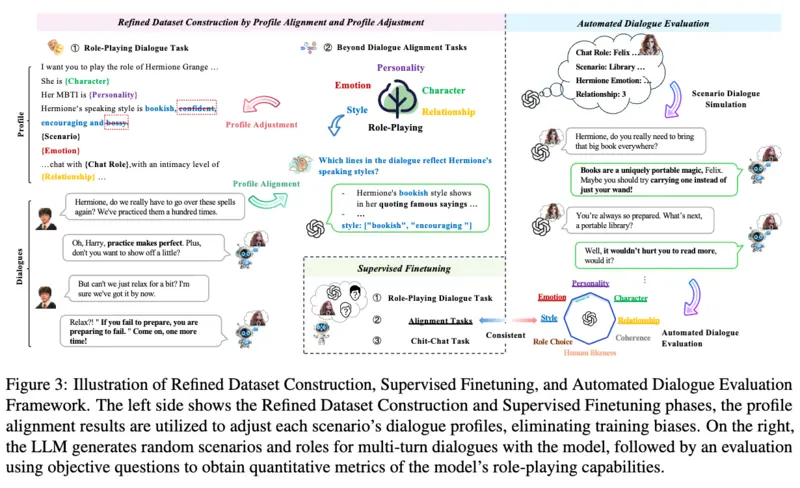 Refined Dataset Construction by Profile Alignment and Profile Adjustment
① Role-Playing Dialogue Task
I want you to play the role of Hermione Grange …
She is {Character}
Her MBTI is {Personality}
Hermione's speaking style is bookish, confident,
encouraging and bossy.
{Scenario}
{Emotion}
…chat with {Chat Role},with an intimacy level of
{Relationship} …
Profile
Profile Adjustment
Profile Alignment
Dialogues
Hermione, do we really have to go over these spells
again? We've practiced them a hundred times.
Oh, Harry, practice makes perfect. Plus,
don't you want to show off a little?
But can't we just relax for a bit? I'm
sure we've got it by now.
Relax?! " If you fail to prepare, you are
preparing to fail. " Come on, one more
time!
② Beyond Dialogue Alignment Tasks
Personality
Emotion
Character
Style
Relationship
Role-Playing
Which lines in the dialogue reflect Hermione's
speaking styles?
- Hermione's bookish style shows
in her quoting famous sayings …
- …
style: ["bookish", "encouraging "]
Supervised Finetuning
① Role-Playing Dialogue Task
② Alignment Tasks
③ Chit-Chat Task
Consistent
Automated Dialogue Evaluation
Chat Role: Felix …
Scenario: Library …
Hermione Emotion: …
Relationship: 3
Scenario Dialogue
Simulation
Hermione, do you really need to bring
that big book everywhere?
Books are a uniquely portable magic, Felix.
Maybe you should try carrying one instead of
just your wand!
You're always so prepared. What's next,
a portable library?
Well, it wouldn't hurt you to read more,
would it?
Personality
Emotion
Character
Style
Relationship
Role Choice
Coherence
Human likeness
Automated Dialogue
Evaluation
Figure 3: Illustration of Refined Dataset Construction, Supervised Finetuning, and Automated Dialogue Evaluation
Framework. The left side shows the Refined Dataset Construction and Supervised Finetuning phases, the profile
alignment results are utilized to adjust each scenario's dialogue profiles, eliminating training biases. On the right,
the LLM generates random scenarios and roles for multi-turn dialogues with the model, followed by an evaluation
using objective questions to obtain quantitative metrics of the model's role-playing capabilities.